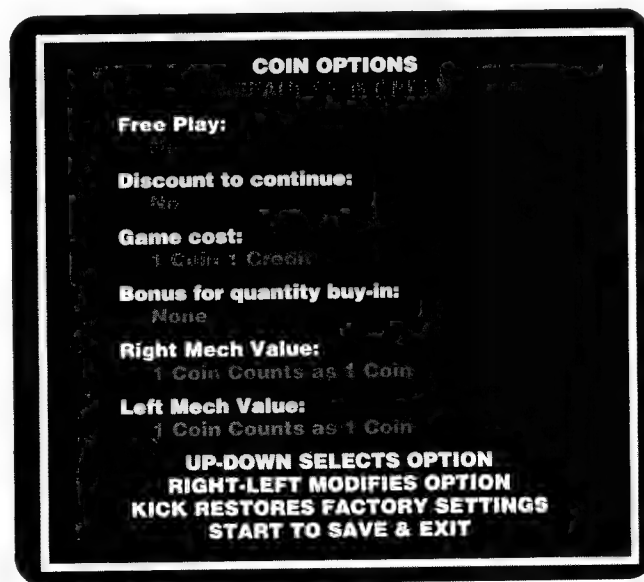 COIN OPTIONS
Free Play:
No
Discount to continue:
No
Game cost:
1 Coin 1 Credit
Bonus for quantity buy-in:
None
Right Mech Value:
1 Coin Counts as 1 Coin
Left Mech Value:
1 Coin Counts as 1 Coin
UP-DOWN SELECTS OPTION
RIGHT-LEFT MODIFIES OPTION
KICK RESTORES FACTORY SETTINGS
START TO SAVE & EXIT